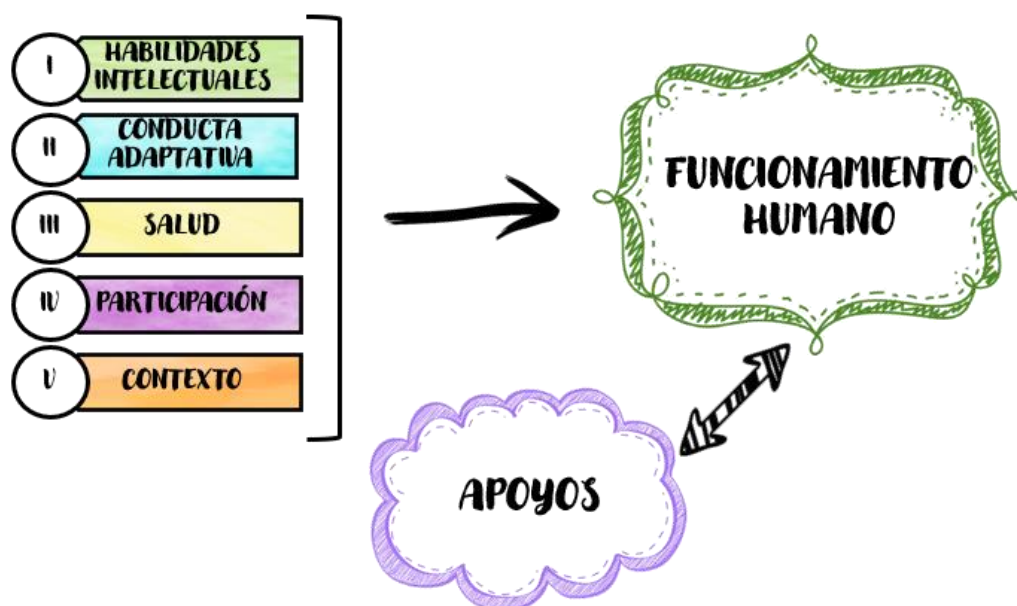 I
HABILIDADES
INTELECTUALES
II
CONDUCTA
ADAPTATIVA
III
SALUD
IV
PARTICIPACIÓN
V
CONTEXTO
FUNCIONAMIENTO
HUMANO
APOYOS